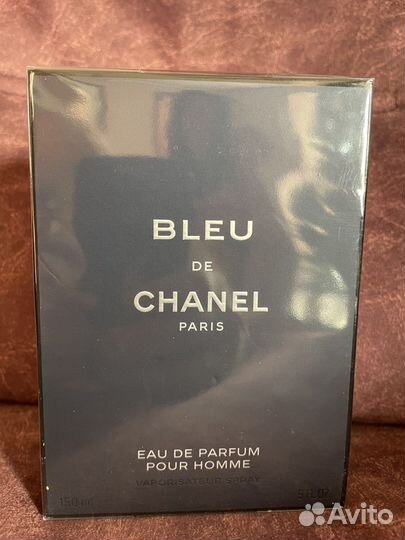 BLEU
DE
CHANEL
PARIS
EAU DE PARFUM
POUR HOMME
VAPORISATEUR SPRAY
Avito